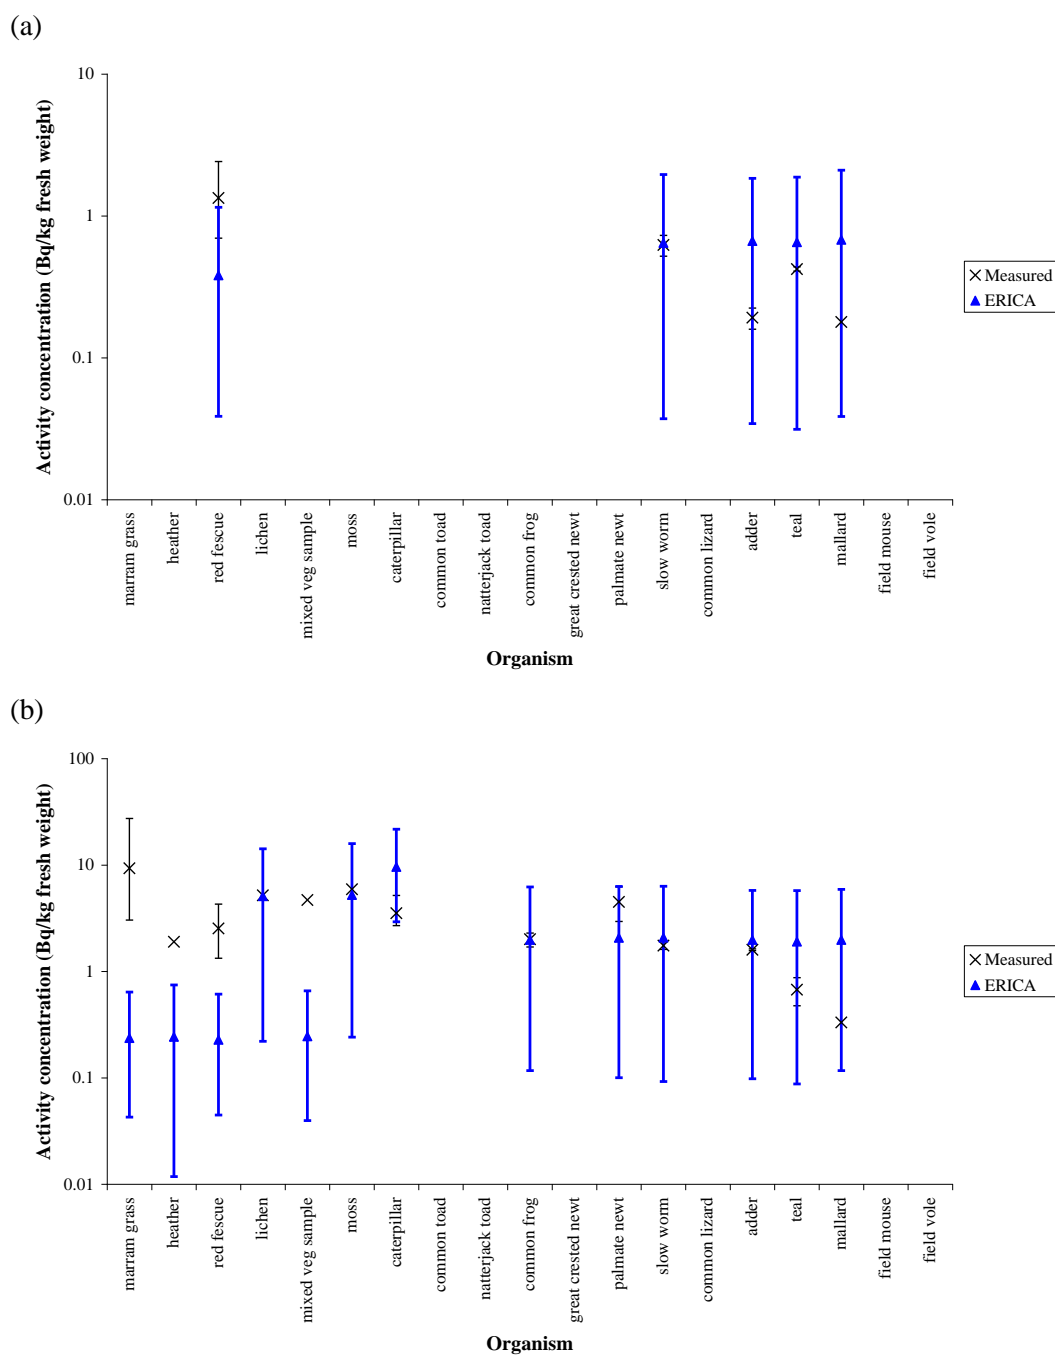 (a)
Activity concentration (Bq/kg fresh weight)
10
1
0.1
0.01
marram grass
heather
red fescue
lichen
mixed veg sample
moss
caterpillar
common toad
natterjack toad
common frog
great crested newt
palmate newt
slow worm
common lizard
adder
teal
mallard
field mouse
field vole
Organism
Measured
ERICA
(b)
Activity concentration (Bq/kg fresh weight)
100
10
1
0.1
0.01
marram grass
heather
red fescue
lichen
mixed veg sample
moss
caterpillar
common toad
natterjack toad
common frog
great crested newt
palmate newt
slow worm
common lizard
adder
teal
mallard
field mouse
field vole
Organism
Measured
ERICA